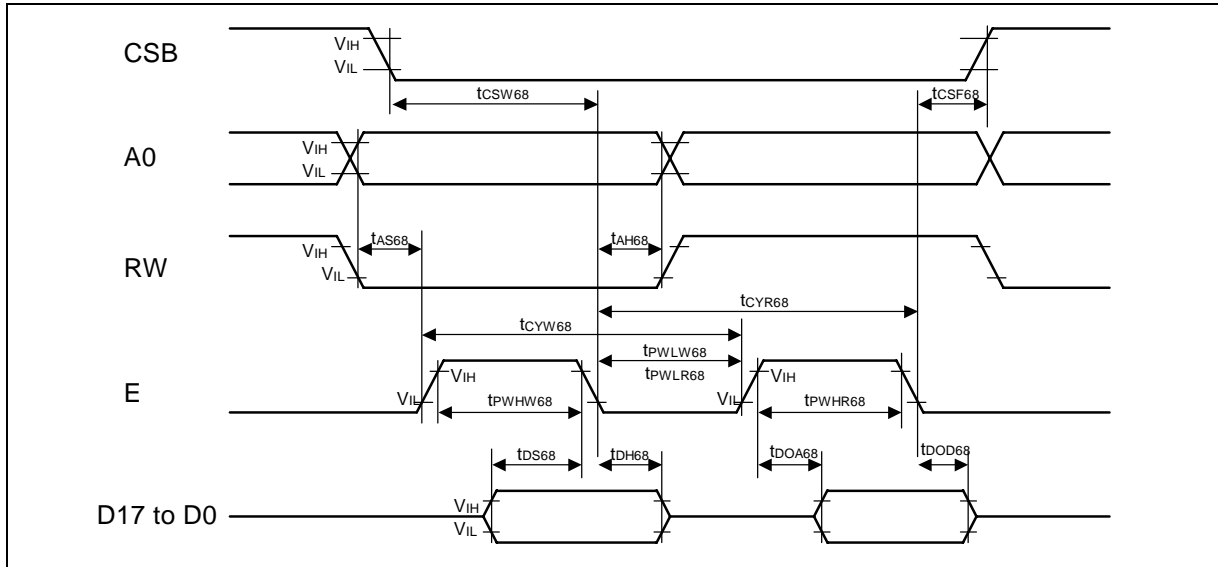 CSB
VIH
VIL
tCSW68
tCSF68
A0
VIH
VIL
RW
VIH
VIL
tAS68
tAH68
tCYR68
tCYW68
tPWLW68
tPWLR68
E
VIL
VIH
tPWHW68
VIL
VIH
tPWHR68
tDS68
tDH68
tDOA68
tDOD68
D17 to D0
VIH
VIL